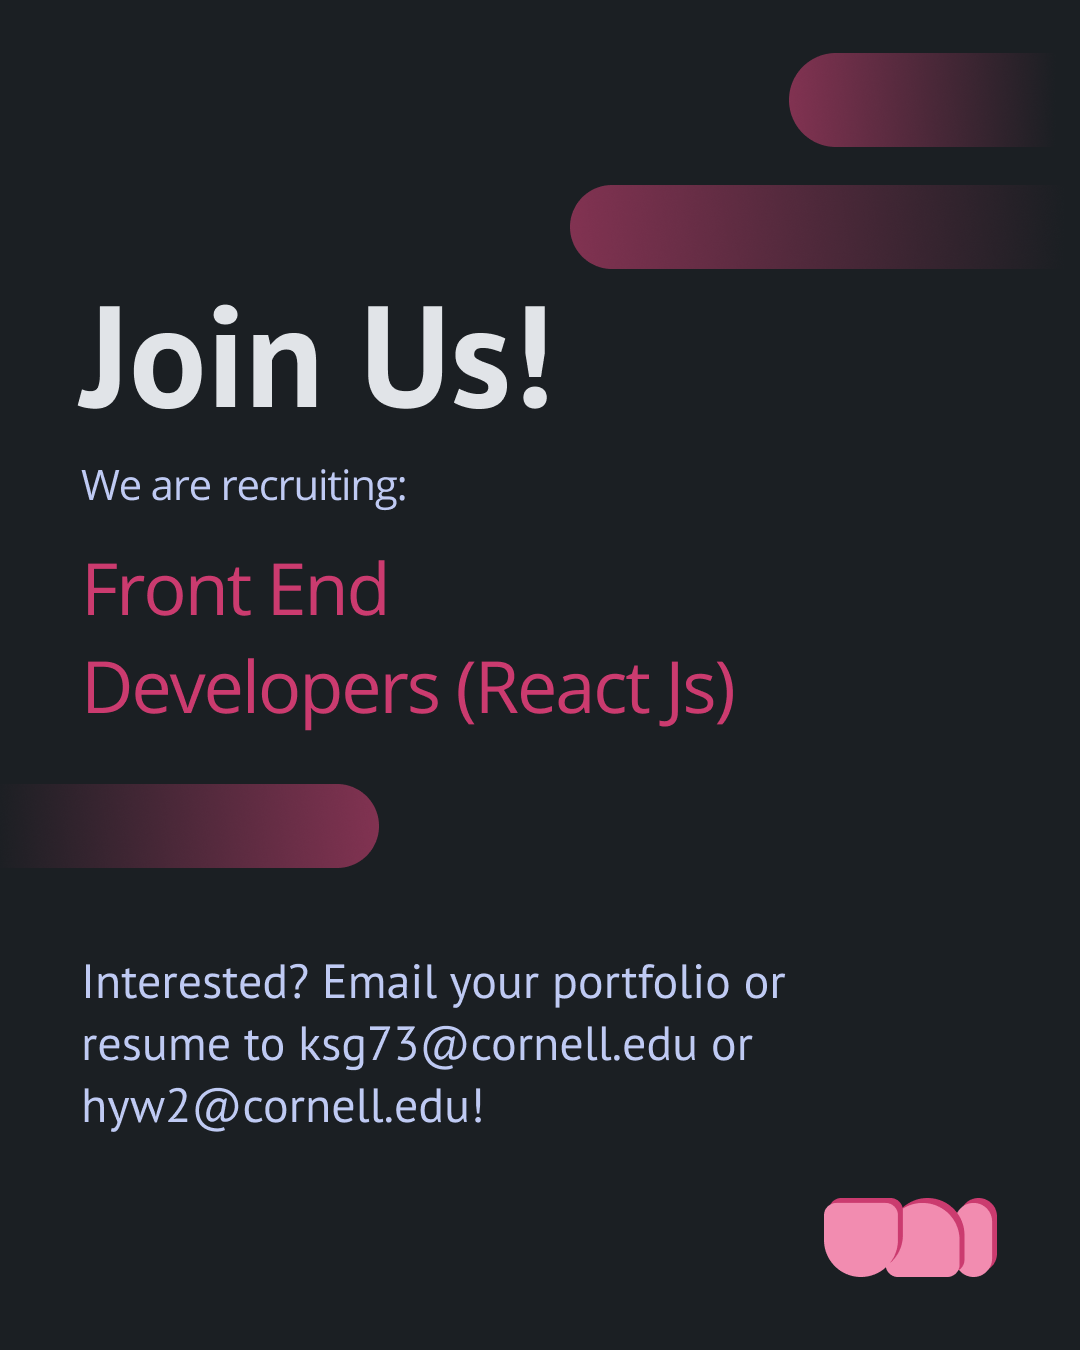 Join Us!
We are recruiting:
Front End
Developers (React Js)
Interested? Email your portfolio or
resume to ksg73@cornell.edu or
hyw2@cornell.edu!